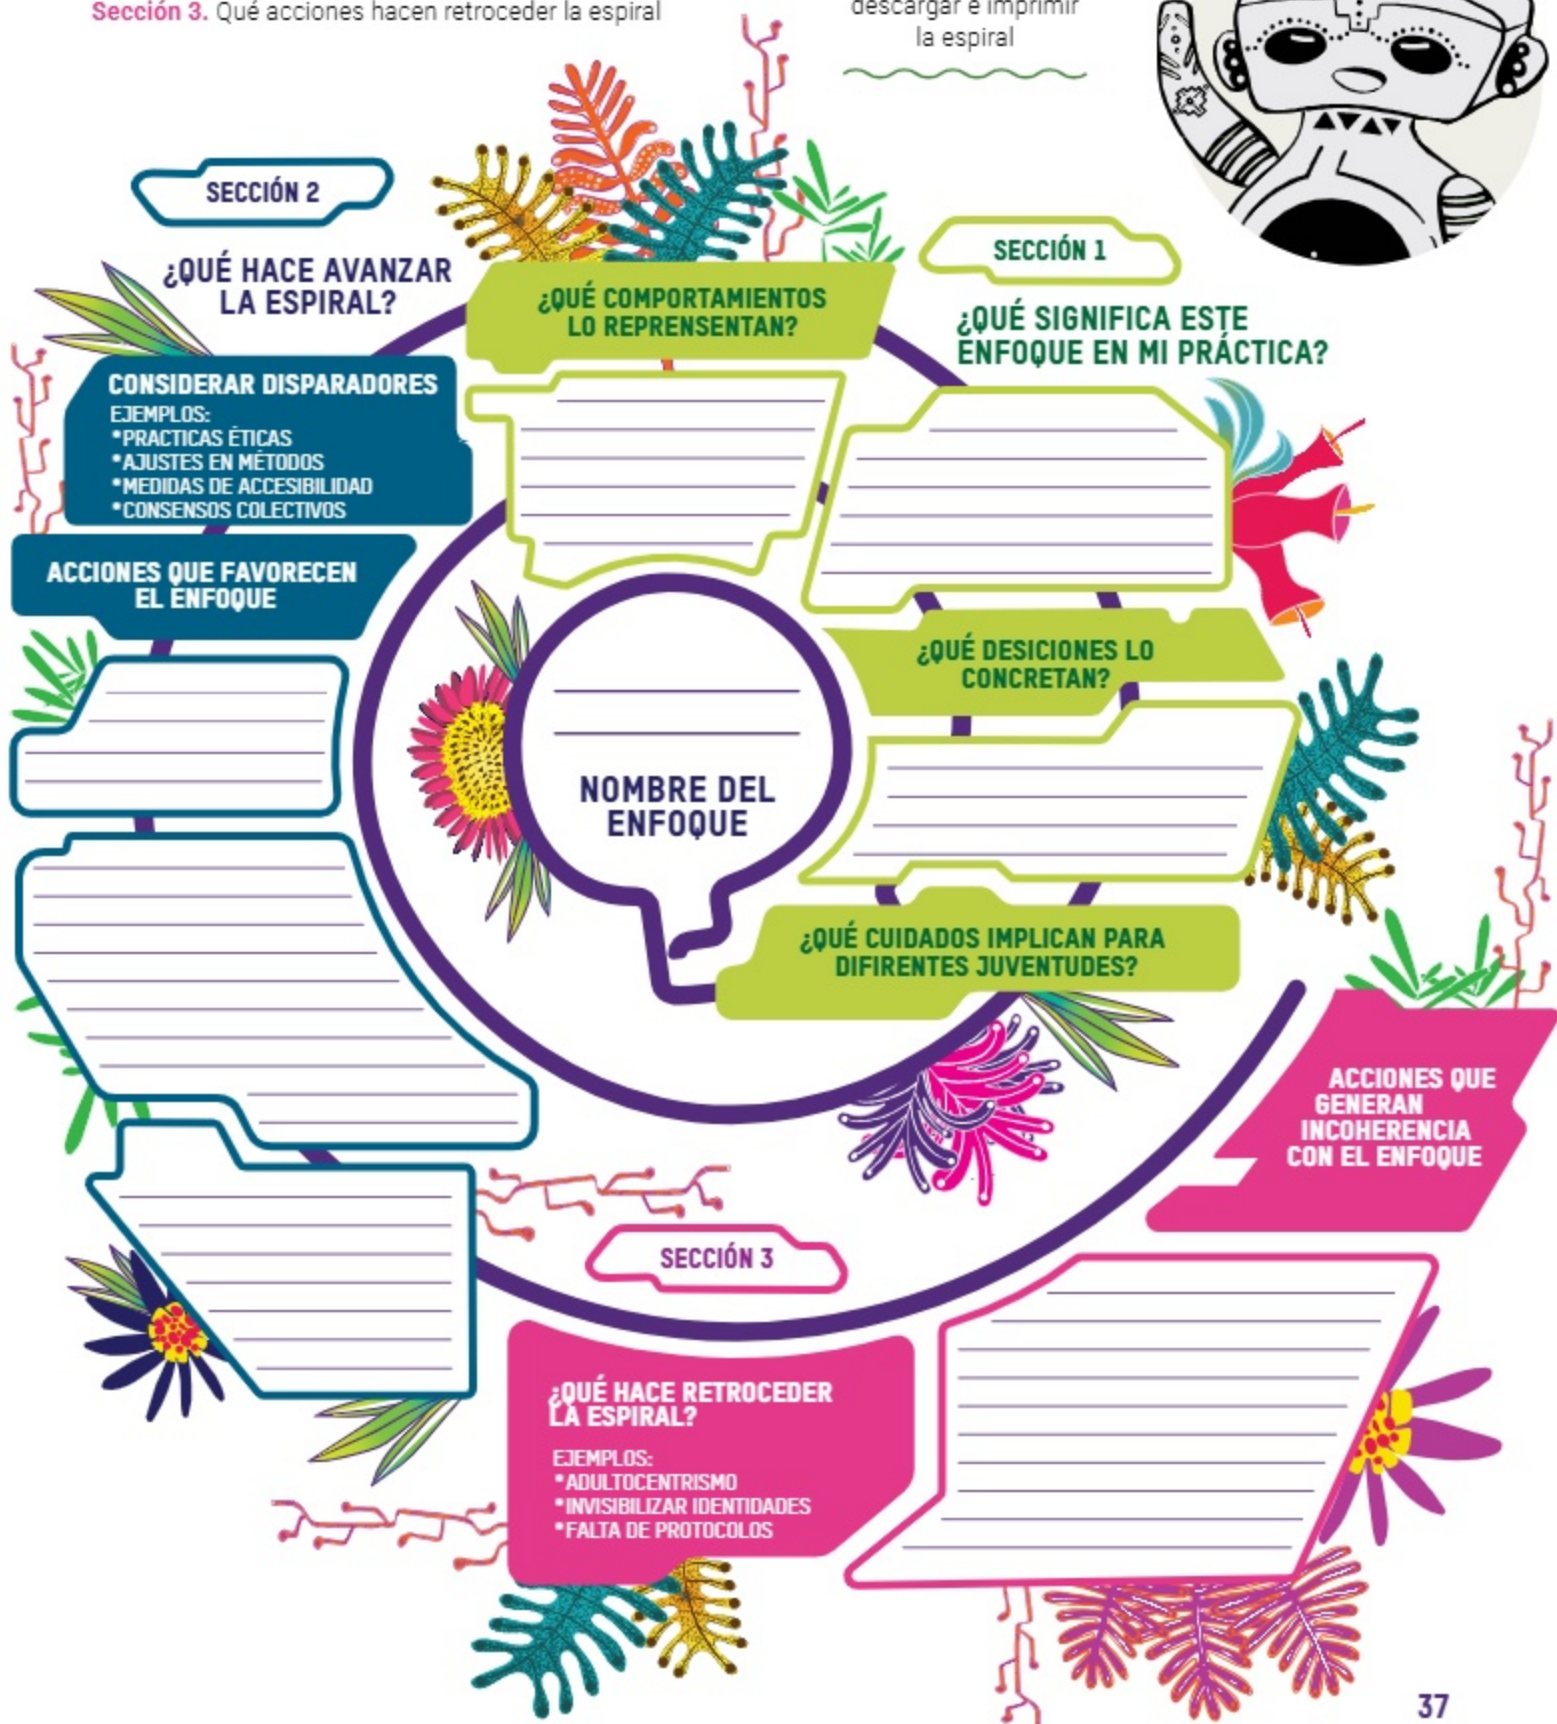 Sección 3. Qué acciones hacen retroceder la espiral
descargar e imprimir
la espiral
SECCIÓN 2
¿QUÉ HACE AVANZAR
LA ESPIRAL?
CONSIDERAR DISPARADORES
EJEMPLOS:
*PRACTICAS ÉTICAS
*AJUSTES EN MÉTODOS
*MEDIDAS DE ACCESIBILIDAD
*CONSENSOS COLECTIVOS
ACCIONES QUE FAVORECEN
EL ENFOQUE
¿QUÉ COMPORTAMIENTOS
LO REPRENSENTAN?
SECCIÓN 1
¿QUÉ SIGNIFICA ESTE
ENFOQUE EN MI PRÁCTICA?
¿QUÉ DESICIONES LO
CONCRETAN?
NOMBRE DEL
ENFOQUE
¿QUÉ CUIDADOS IMPLICAN PARA
DIFIRENTES JUVENTUDES?
ACCIONES QUE
GENERAN
INCOHERENCIA
CON EL ENFOQUE
SECCIÓN 3
¿QUÉ HACE RETROCEDER
LA ESPIRAL?
EJEMPLOS:
*ADULTOCENTRISMO
*INVISIBILIZAR IDENTIDADES
*FALTA DE PROTOCOLOS
37